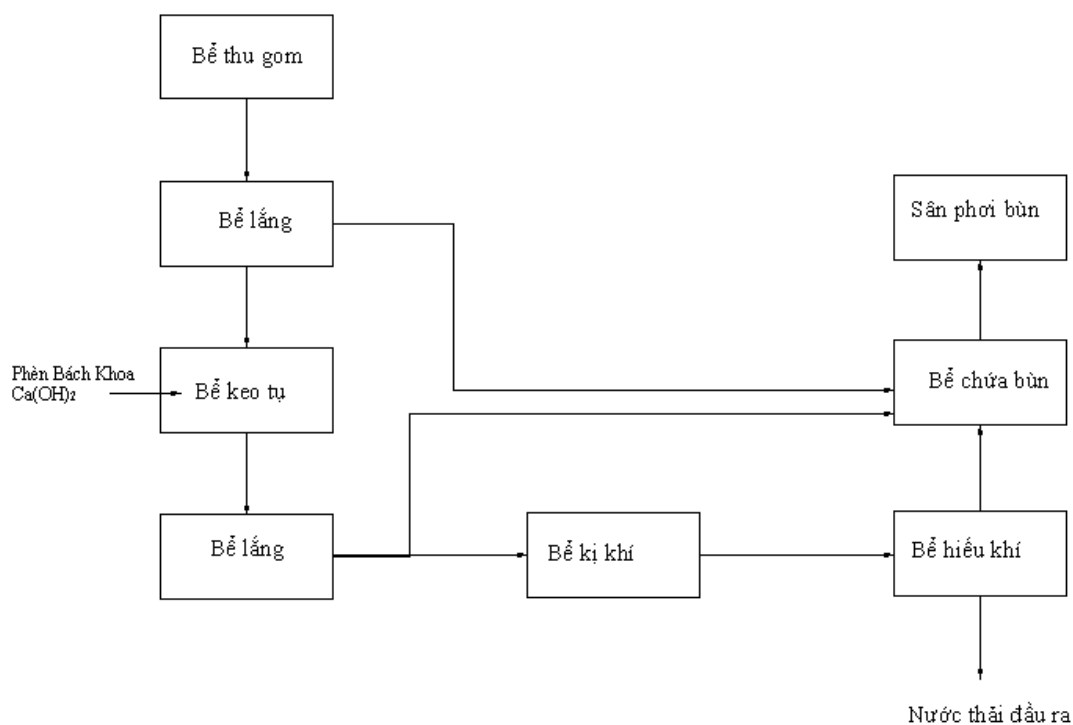 Bể thu gom
Bể lắng
Sân phơi bùn
Phèn Bách Khoa
Ca(OH)₂
Bể keo tụ
Bể chứa bùn
Bể lắng
Bể kị khí
Bể hiếu khí
Nước thải đầu ra